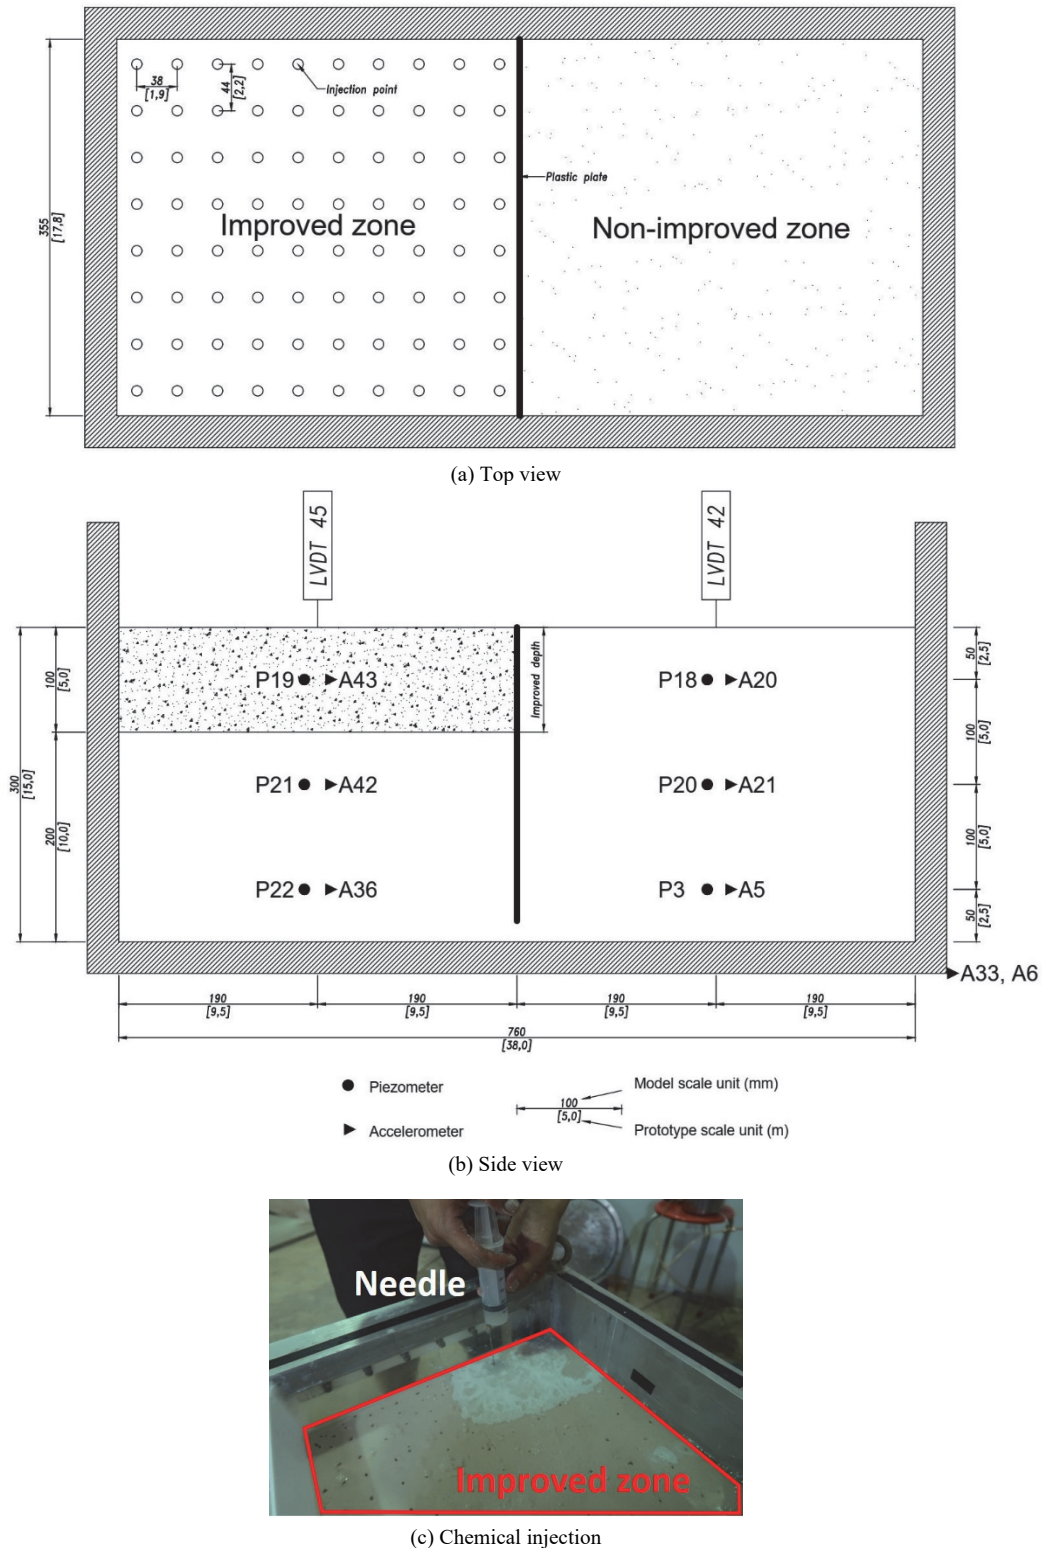 38
[1,9]
44
[2,2]
Injection point
Plastic plate
355
[17,8]
Improved zone
Non-improved zone
(a) Top view
LVDT 45
LVDT 42
100
[5,0]
Improved depth
50
[2,5]
P19
A43
P18
A20
100
[5,0]
300
[15,0]
P21
A42
P20
A21
200
[10,0]
100
[5,0]
P22
A36
P3
A5
50
[2,5]
A33, A6
190
[9,5]
190
[9,5]
190
[9,5]
190
[9,5]
760
[38,0]
Piezometer
Model scale unit (mm)
100
[5,0]
Accelerometer
Prototype scale unit (m)
(b) Side view
Needle
Improved zone
(c) Chemical injection